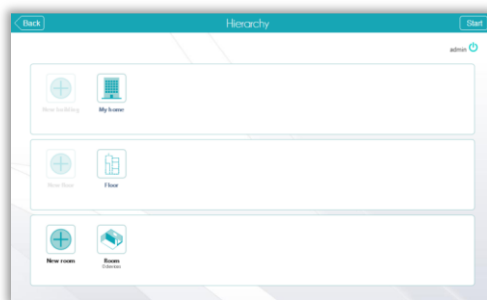 Back
Hierarchy
Start
admin
New building
My home
New floor
Floor
New room
Room